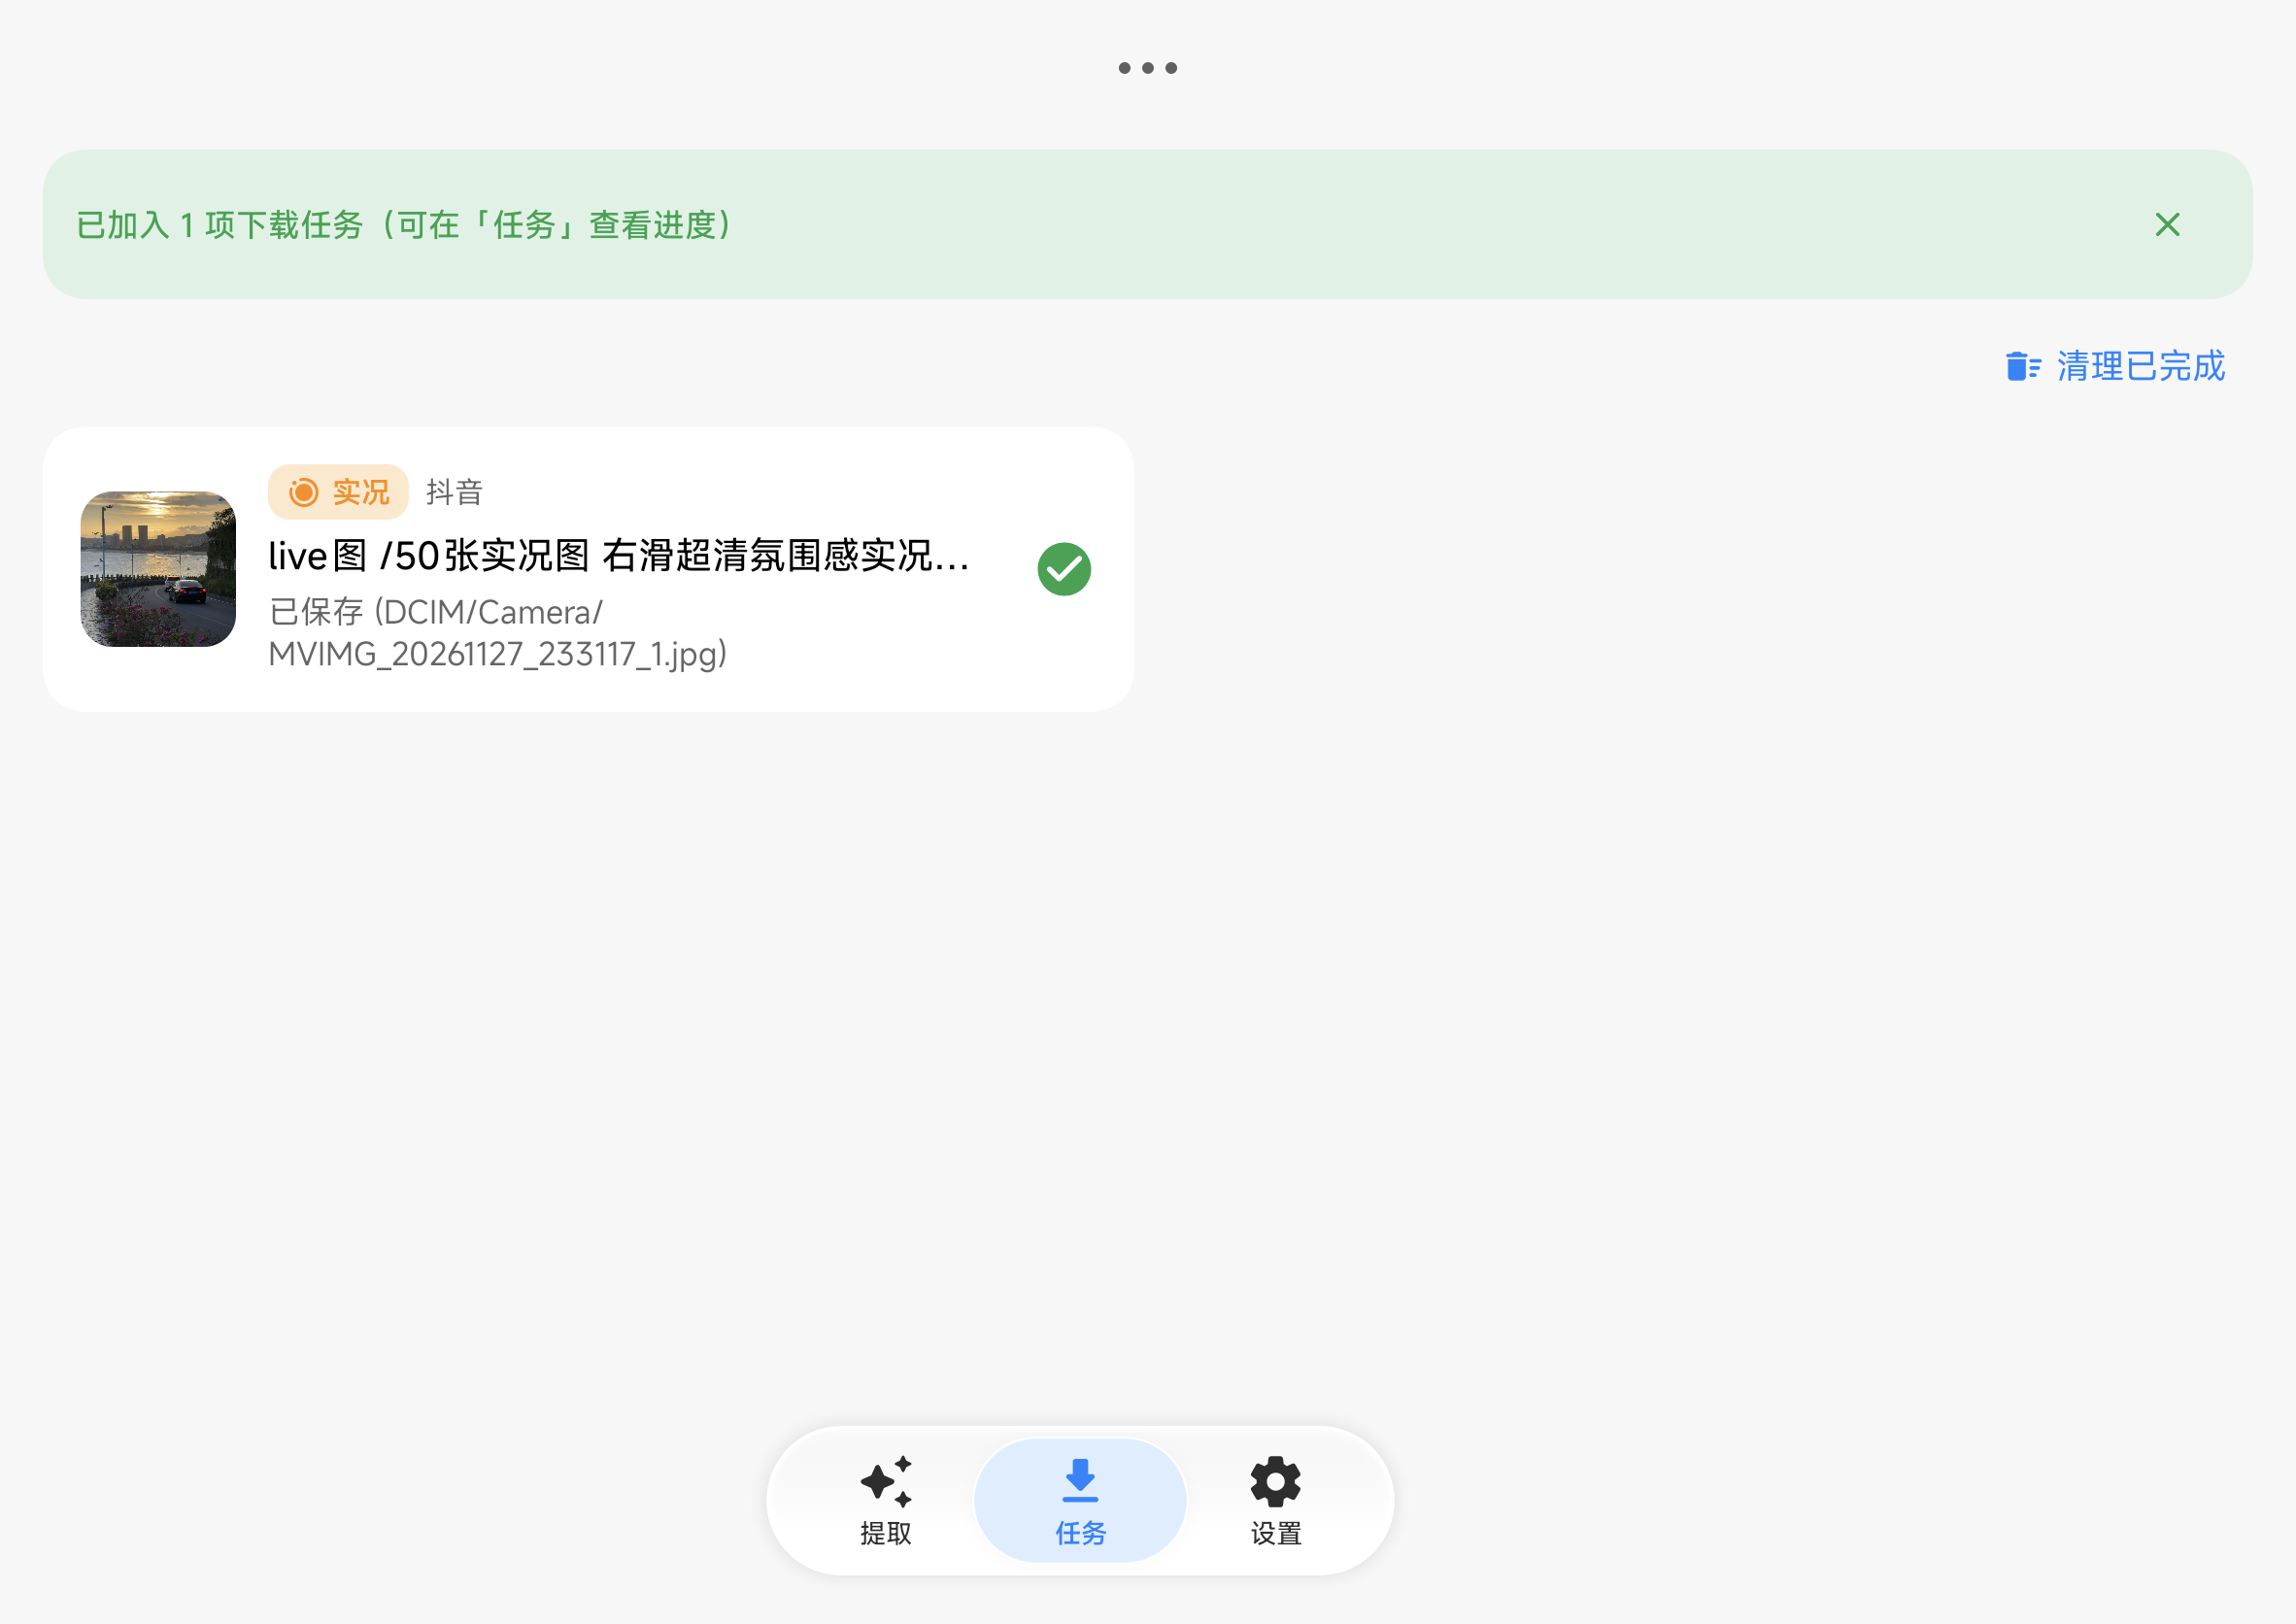 已加入 1 项下载任务（可在「任务」查看进度）
清理已完成
实况 抖音
live图 /50张实况图 右滑超清氛围感实况...
已保存 (DCIM/Camera/
MVIMG_20261127_233117_1.jpg)
提取
任务
设置